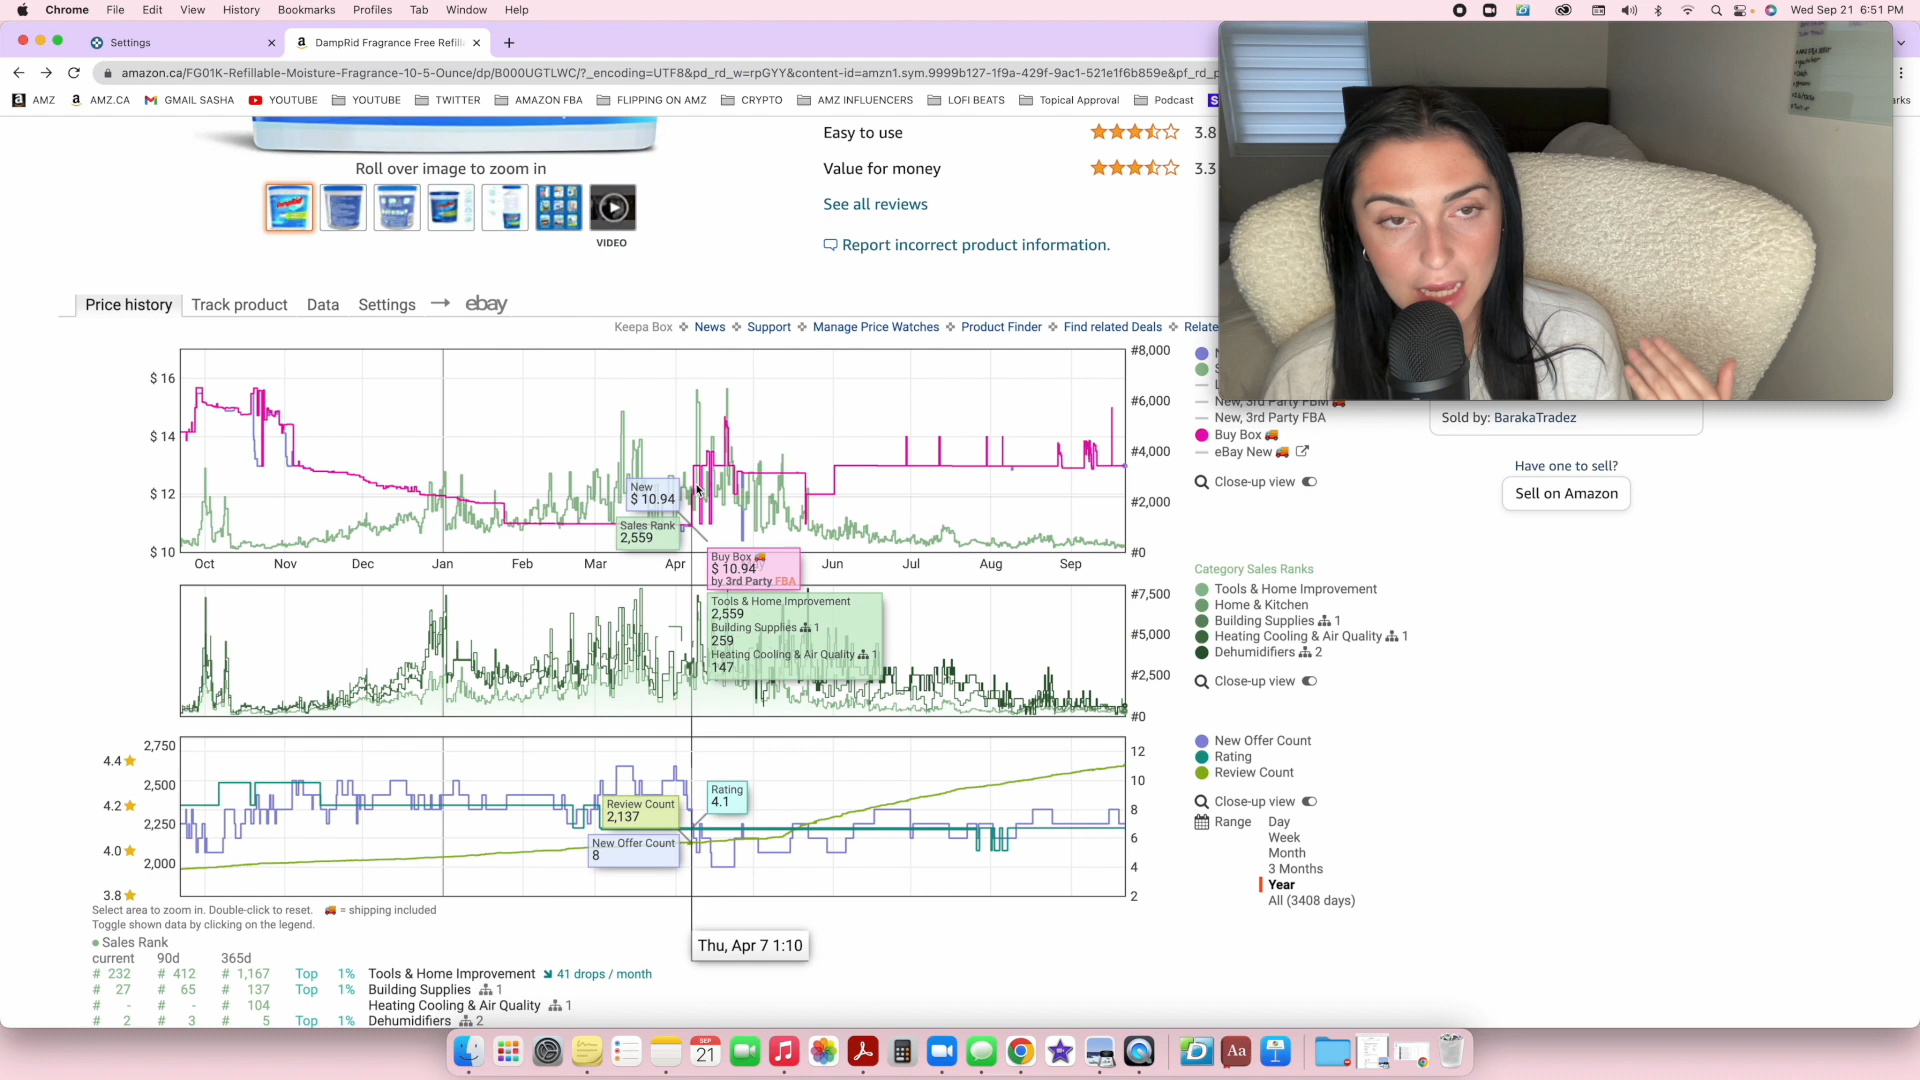 Chrome File Edit View History Bookmarks Profiles Tab Window Help
Wed Sep 21 6:51 PM
Settings
DampRid Fragrance Free Refill
amazon.ca/FG01K-Refillable-Moisture-Fragrance-10-5-Ounce/dp/B000UGTLWC/?_encoding=UTF8&pd_rd_w=rpGYY&content-id=amzn1.sym.9999b127-1f9a-429f-9ac1-521e1f6b859e&pf_rd_p
AMZ AMZ.CA GMAIL SASHA YOUTUBE YOUTUBE TWITTER AMAZON FBA FLIPPING ON AMZ CRYPTO AMZ INFLUENCERS LOFI BEATS Topical Approval Podcast S
arks
Easy to use 3.8
Roll over image to zoom in
Value for money 3.3
See all reviews
VIDEO
Report incorrect product information.
Price history Track product Data Settings → ebay
Keepa Box News Support Manage Price Watches Product Finder Find related Deals Relate
$ 16
$ 14
$ 12
$ 10
#8,000
#6,000
#4,000
#2,000
#0
New
$ 10.94
Sales Rank
2,559
Oct Nov Dec Jan Feb Mar Apr Jun Jul Aug Sep
Buy Box
$ 10.94
by 3rd Party FBA
New, 3rd Party FBM
New, 3rd Party FBA
Buy Box
eBay New
Close-up view
Sold by: BarakaTradez
Have one to sell?
Sell on Amazon
Tools & Home Improvement
2,559
Building Supplies 1
259
Heating Cooling & Air Quality 1
147
#7,500
#5,000
#2,500
#0
Category Sales Ranks
Tools & Home Improvement
Home & Kitchen
Building Supplies 1
Heating Cooling & Air Quality 1
Dehumidifiers 2
Close-up view
4.4
4.2
4.0
3.8
2,750
2,500
2,250
2,000
Review Count
2,137
New Offer Count
8
Rating
4.1
12
10
8
6
4
2
New Offer Count
Rating
Review Count
Close-up view
Range Day
Week
Month
3 Months
Year
All (3408 days)
Select area to zoom in. Double-click to reset. = shipping included
Toggle shown data by clicking on the legend.
Thu, Apr 7 1:10
Sales Rank
current 90d 365d
# 232 # 412 # 1,167 Top 1% Tools & Home Improvement 41 drops / month
# 27 # 65 # 137 Top 1% Building Supplies 1
# - # - # 104 Heating Cooling & Air Quality 1
# 2 # 3 # 5 Top 1% Dehumidifiers 2
SEP
21
Aa